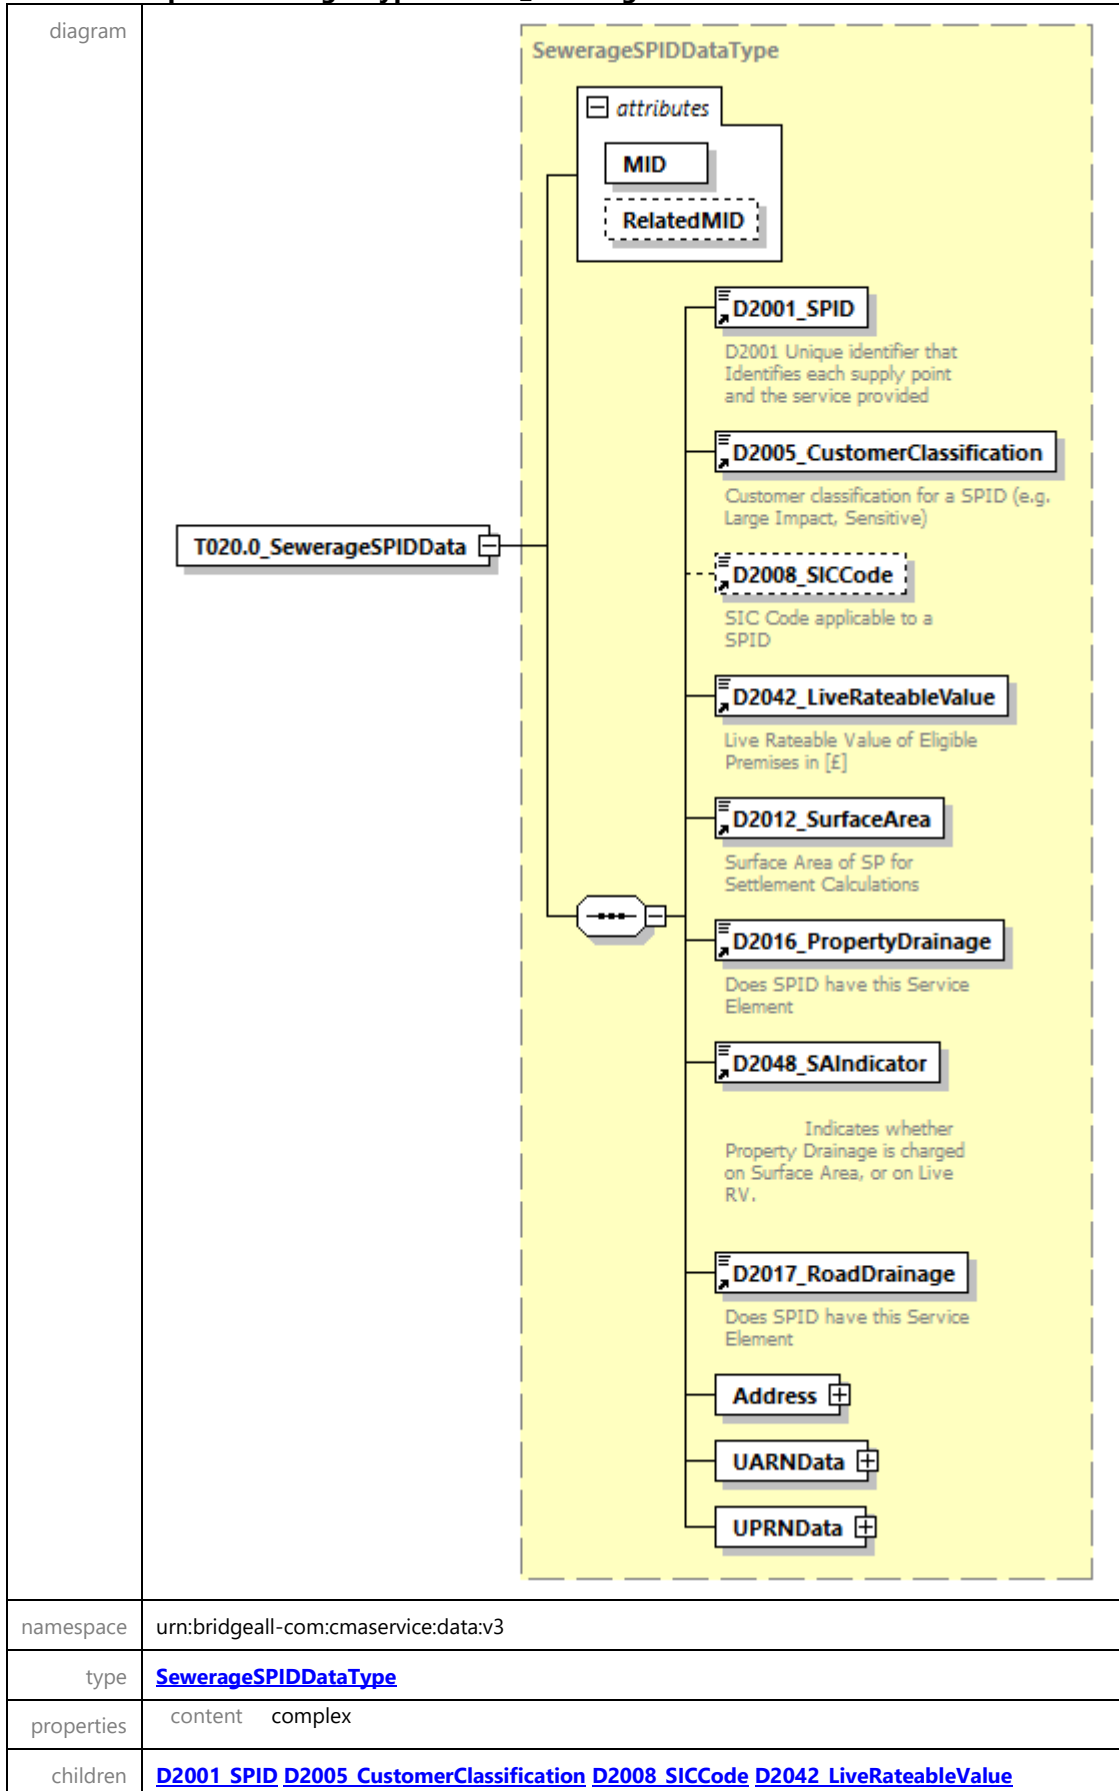 diagram
SewerageSPIDDataType
attributes
MID
RelatedMID
D2001_SPID
D2001 Unique identifier that
Identifies each supply point
and the service provided
D2005_CustomerClassification
Customer classification for a SPID (e.g.
Large Impact, Sensitive)
T020.0_SewerageSPIDData
D2008_SICCode
SIC Code applicable to a
SPID
D2042_LiveRateableValue
Live Rateable Value of Eligible
Premises in [£]
D2012_SurfaceArea
Surface Area of SP for
Settlement Calculations
D2016_PropertyDrainage
Does SPID have this Service
Element
D2048_SAIndicator
Indicates whether
Property Drainage is charged
on Surface Area, or on Live
RV.
D2017_RoadDrainage
Does SPID have this Service
Element
Address
UARNData
UPRNData
namespace urn:bridgeall-com:cmaservice:data:v3
type SewerageSPIDDataType
properties content complex
children D2001_SPID D2005_CustomerClassification D2008_SICCode D2042_LiveRateableValue